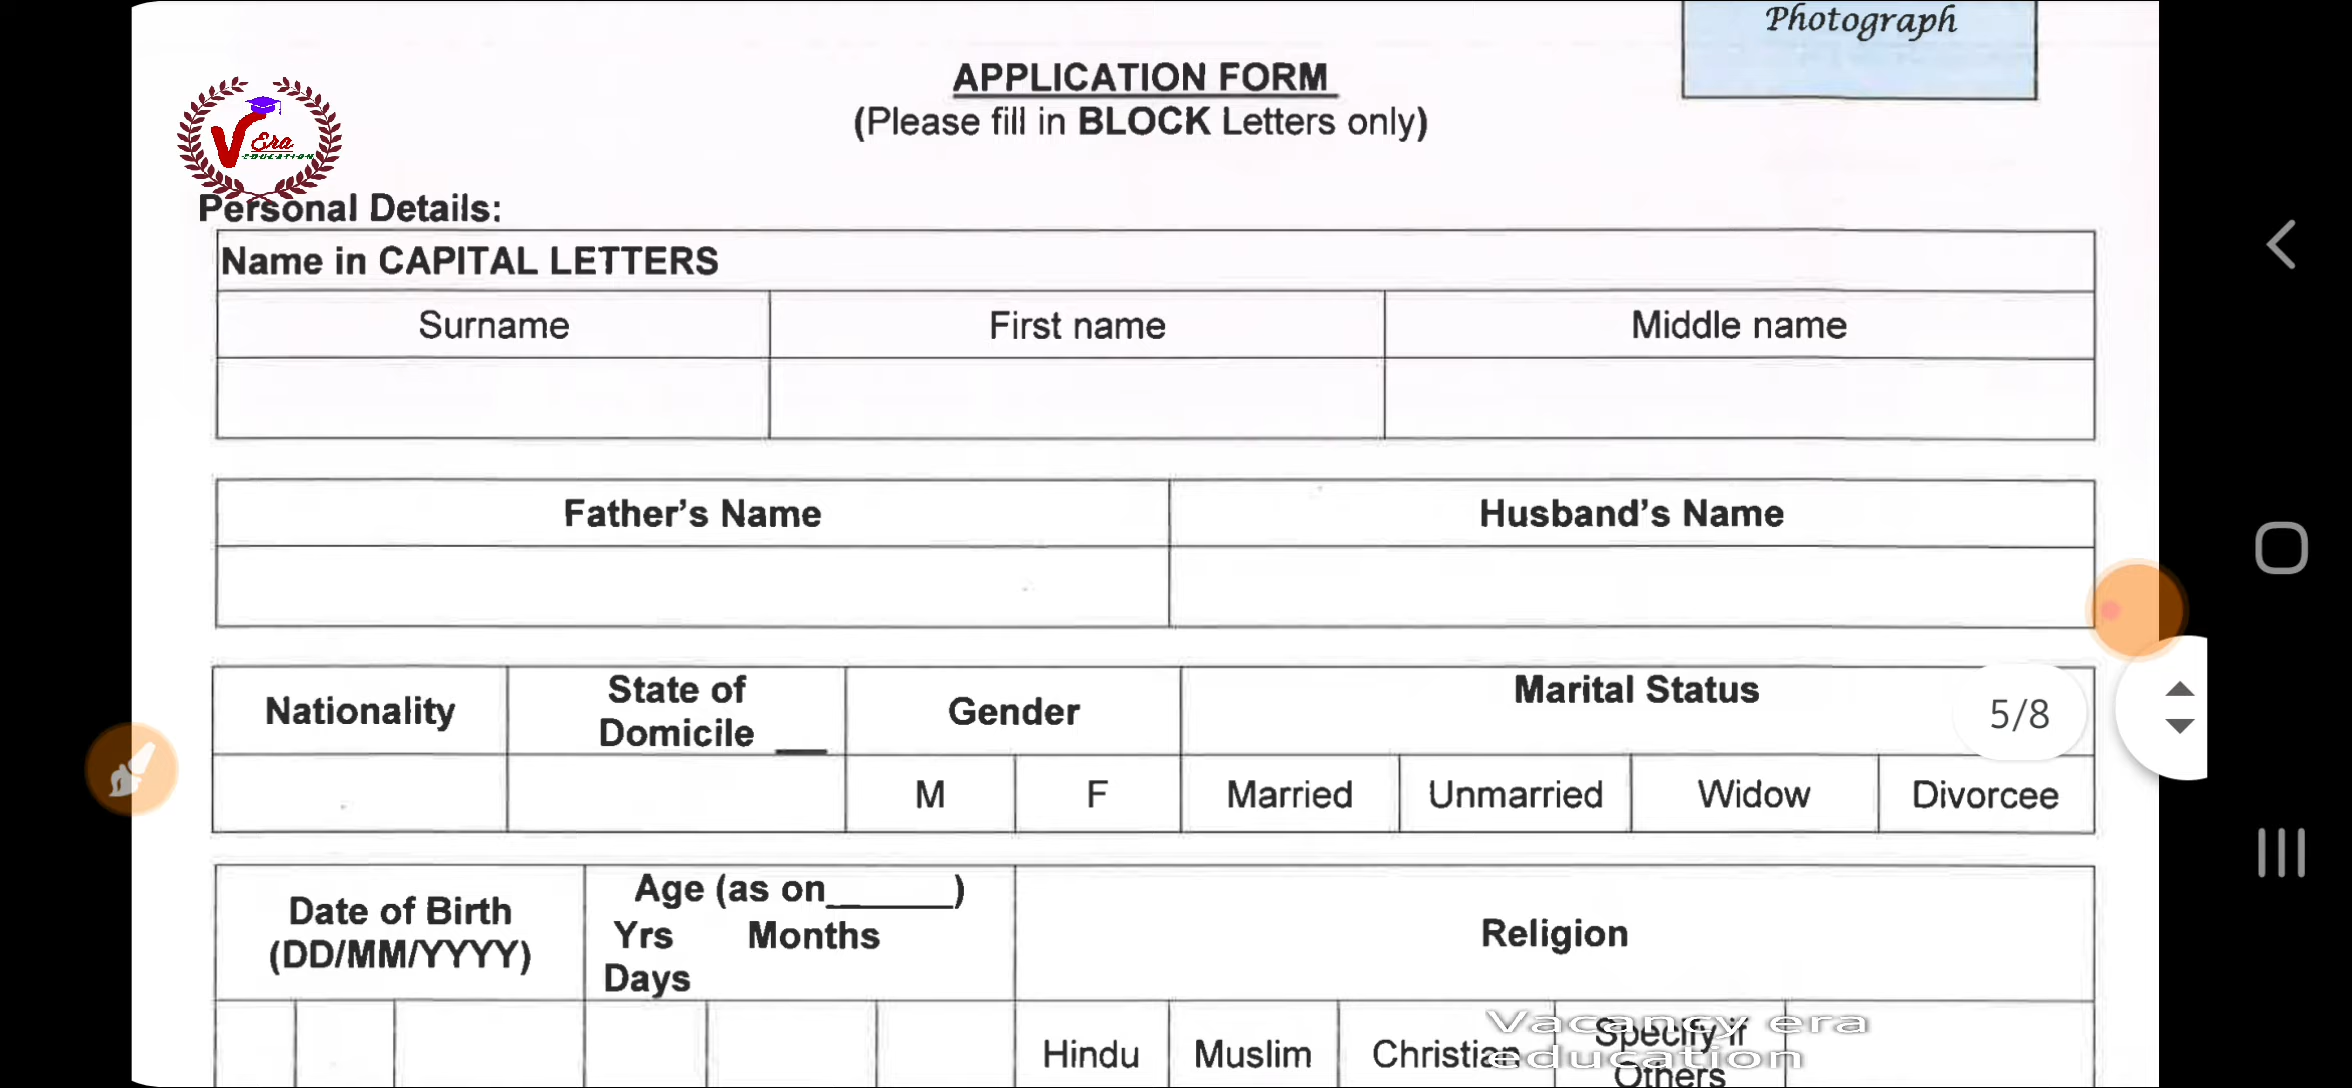 Photograph
APPLICATION FORM
(Please fill in BLOCK Letters only)
V Era
EDUCATION
Personal Details:
Name in CAPITAL LETTERS
Surname First name Middle name
Father's Name Husband's Name
Nationality State of Domicile Gender Marital Status
5/8
M F Married Unmarried Widow Divorcee
Date of Birth
(DD/MM/YYYY)
Age (as on______)
Yrs Months
Days
Religion
Hindu Muslim Christian Specify if
Others
Vacancy era
education